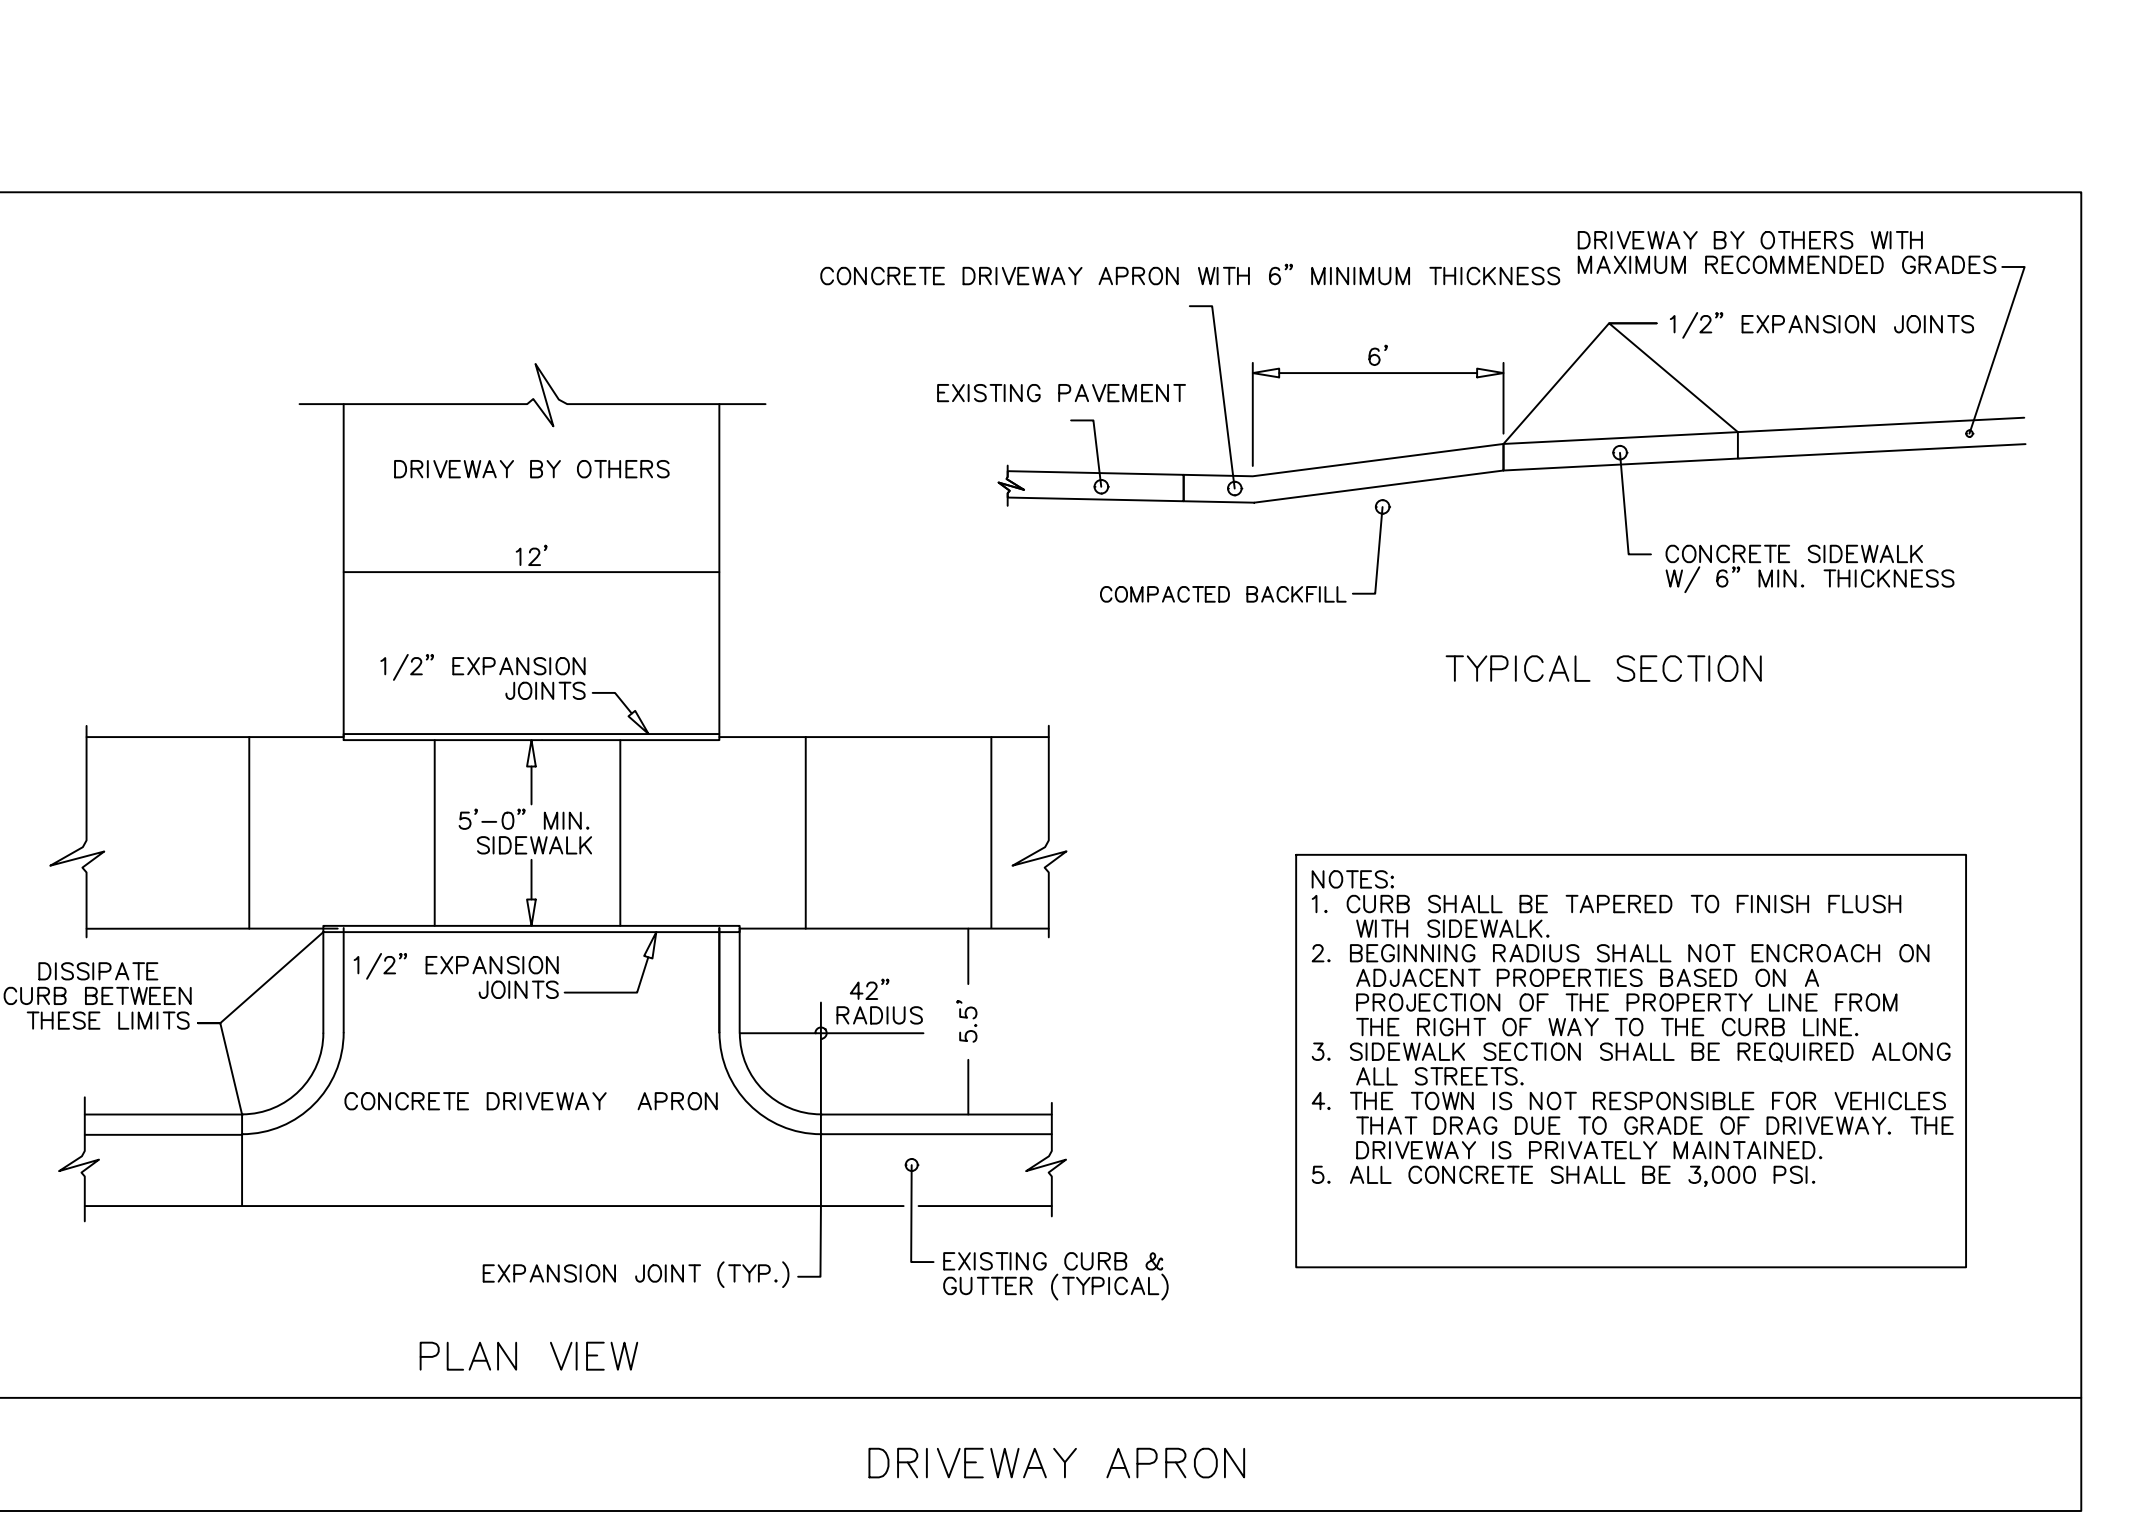 DRIVEWAY BY OTHERS WITH
MAXIMUM RECOMMENDED GRADES
CONCRETE DRIVEWAY APRON WITH 6" MINIMUM THICKNESS
1/2" EXPANSION JOINTS
6'
EXISTING PAVEMENT
COMPACTED BACKFILL
CONCRETE SIDEWALK
W/ 6" MIN. THICKNESS
TYPICAL SECTION
DRIVEWAY BY OTHERS
12'
1/2" EXPANSION
JOINTS
5'-0" MIN.
SIDEWALK
DISSIPATE
CURB BETWEEN
THESE LIMITS
1/2" EXPANSION
JOINTS
42"
RADIUS
5.5'
CONCRETE DRIVEWAY APRON
EXPANSION JOINT (TYP.)
EXISTING CURB &
GUTTER (TYPICAL)
PLAN VIEW
NOTES:
1. CURB SHALL BE TAPERED TO FINISH FLUSH
WITH SIDEWALK.
2. BEGINNING RADIUS SHALL NOT ENCROACH ON
ADJACENT PROPERTIES BASED ON A
PROJECTION OF THE PROPERTY LINE FROM
THE RIGHT OF WAY TO THE CURB LINE.
3. SIDEWALK SECTION SHALL BE REQUIRED ALONG
ALL STREETS.
4. THE TOWN IS NOT RESPONSIBLE FOR VEHICLES
THAT DRAG DUE TO GRADE OF DRIVEWAY. THE
DRIVEWAY IS PRIVATELY MAINTAINED.
5. ALL CONCRETE SHALL BE 3,000 PSI.
DRIVEWAY APRON